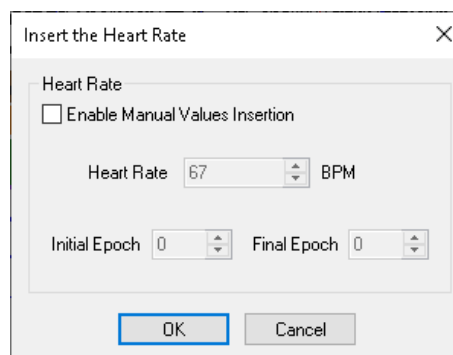 Insert the Heart Rate
Heart Rate
Enable Manual Values Insertion
Heart Rate 67 BPM
Initial Epoch 0 Final Epoch 0
OK Cancel